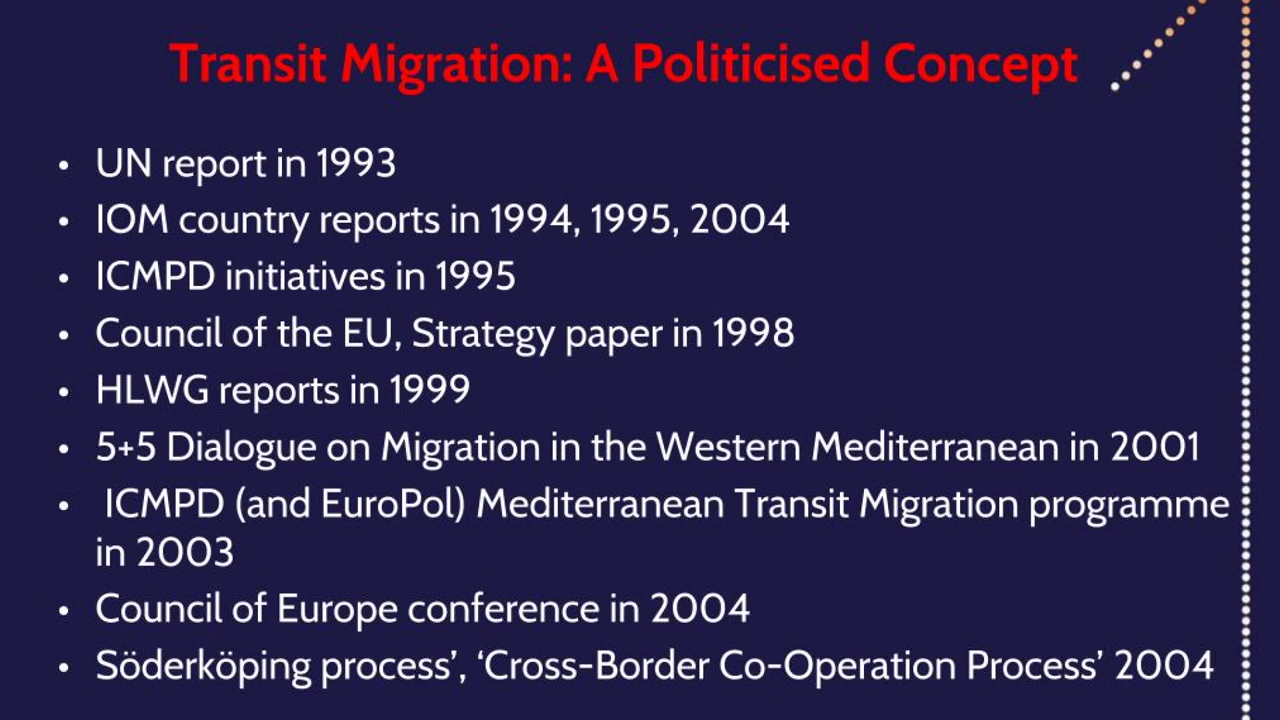 Transit Migration: A Politicised Concept
• UN report in 1993
• IOM country reports in 1994, 1995, 2004
• ICMPD initiatives in 1995
• Council of the EU, Strategy paper in 1998
• HLWG reports in 1999
• 5+5 Dialogue on Migration in the Western Mediterranean in 2001
• ICMPD (and EuroPol) Mediterranean Transit Migration programme
in 2003
• Council of Europe conference in 2004
• Söderköping process’, ‘Cross-Border Co-Operation Process’ 2004